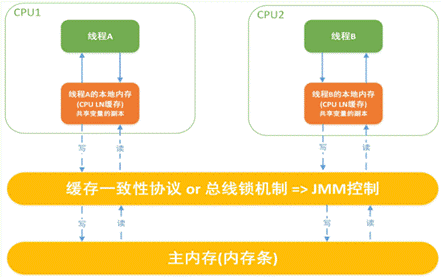 CPU1
CPU2
线程A
线程B
线程A的本地内存
(CPU LN缓存)
共享变量的副本
线程B的本地内存
(CPU LN缓存)
共享变量的副本
写
读
写
读
缓存一致性协议 or 总线锁机制 => JMM控制
写
读
写
读
主内存(内存条)